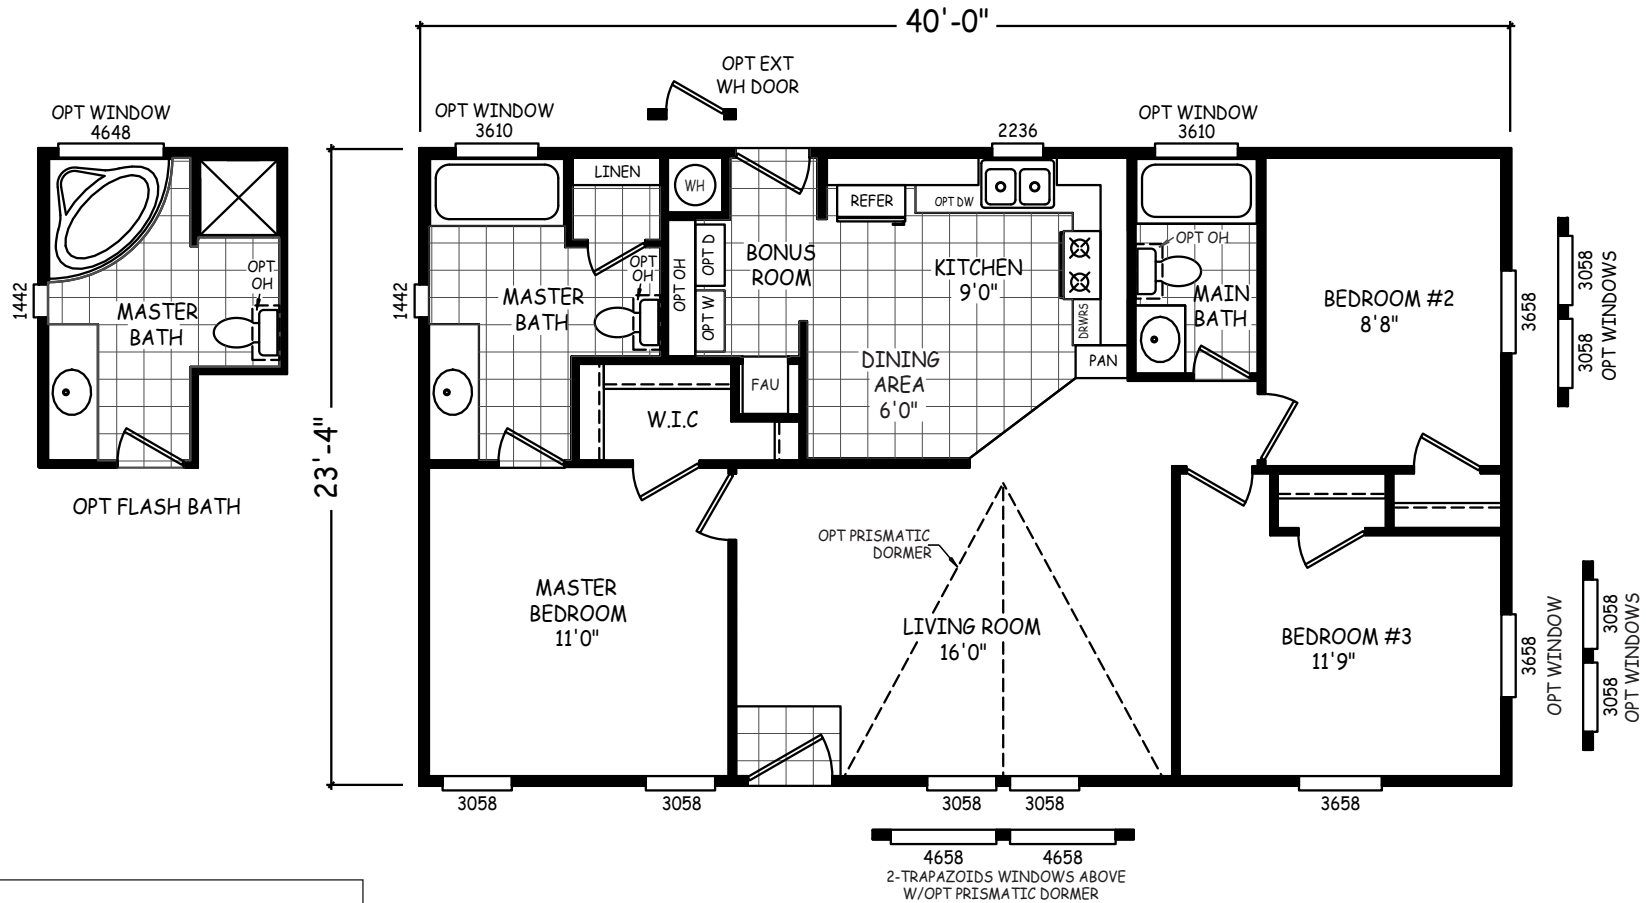 40'-0"
OPT EXT
WH DOOR
OPT WINDOW
4648
OPT WINDOW
3610
2236
OPT WINDOW
3610
LINEN
WH
REFER
OPT DW
OPT OH
OPT D
OPT W
BONUS
ROOM
KITCHEN
9'0"
OPT OH
OPT
OH
OPT
OH
1442
MASTER
BATH
1442
MASTER
BATH
MAIN
BATH
BEDROOM #2
8'8"
3658
3058
3058
OPT WINDOWS
DRWRS
PAN
DINING
AREA
6'0"
FAU
W.I.C
23'-4"
OPT FLASH BATH
OPT PRISMATIC
DORMER
MASTER
BEDROOM
11'0"
LIVING ROOM
16'0"
BEDROOM #3
11'9"
3658
OPT WINDOW
3058
3058
OPT WINDOWS
3058
3058
3058
3058
3658
4658
4658
2-TRAPAZOIDS WINDOWS ABOVE
W/OPT PRISMATIC DORMER